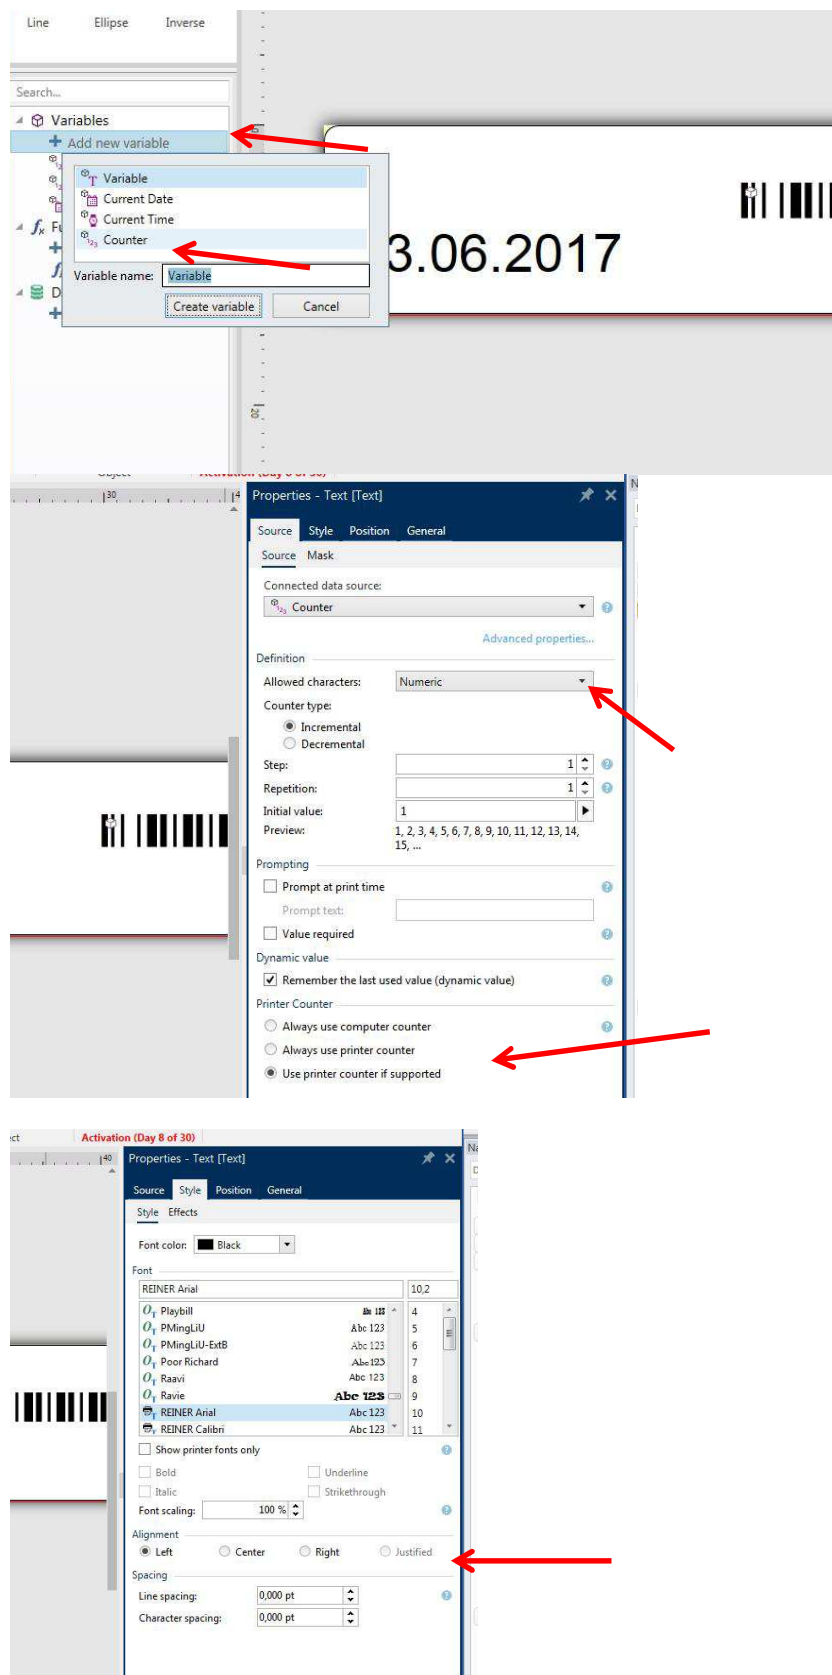 Line Ellipse Inverse
Search...
Variables
Add new variable
Variable
Current Date
Current Time
Counter
Variable name: Variable
Create variable Cancel
3.06.2017
20
30
Properties - Text [Text]
Source Style Position General
Source Mask
Connected data source:
Counter
Advanced properties...
Definition
Allowed characters: Numeric
Counter type:
Incremental
Decremental
Step: 1
Repetition: 1
Initial value: 1
Preview: 1, 2, 3, 4, 5, 6, 7, 8, 9, 10, 11, 12, 13, 14,
15, ...
Prompting
Prompt at print time
Prompt text:
Value required
Dynamic value
Remember the last used value (dynamic value)
Printer Counter
Always use computer counter
Always use printer counter
Use printer counter if supported
ect Activation (Day 8 of 30)
40
Properties - Text [Text]
Source Style Position General
Style Effects
Font color: Black
Font
REINER Arial 10,2
Playbill Abc 123 4
PMingLiU Abc 123 5
PMingLiU-ExtB Abc 123 6
Poor Richard Abc 123 7
Raavi Abc 123 8
Ravie Abc 123 9
REINER Arial Abc 123 10
REINER Calibri Abc 123 11
Show printer fonts only
Bold Underline
Italic Strikethrough
Font scaling: 100 %
Alignment
Left Center Right Justified
Spacing
Line spacing: 0,000 pt
Character spacing: 0,000 pt